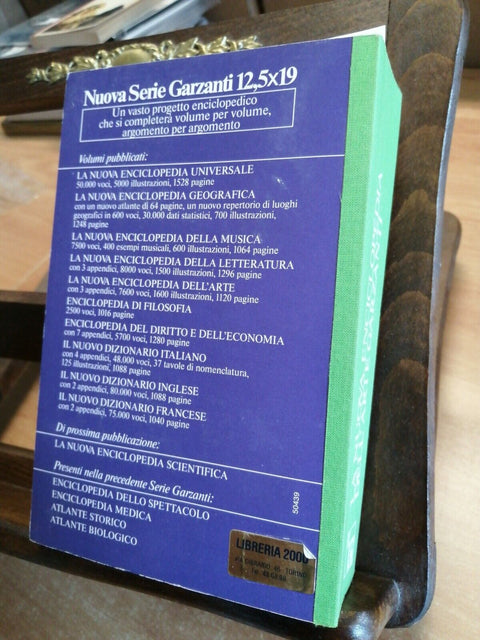 Nuova Serie Garzanti 12,5x19
Un vasto progetto enciclopedico
che si completerà volume per volume,
argomento per argomento
Volumi pubblicati:
LA NUOVA ENCICLOPEDIA UNIVERSALE
50.000 voci, 5000 illustrazioni, 1528 pagine
LA NUOVA ENCICLOPEDIA GEOGRAFICA
con un nuovo atlante di 64 pagine, un nuovo repertorio di luoghi
geografici in 600 voci, 30.000 dati statistici, 700 illustrazioni,
1248 pagine
LA NUOVA ENCICLOPEDIA DELLA MUSICA
7500 voci, 400 esempi musicali, 600 illustrazioni, 1064 pagine
LA NUOVA ENCICLOPEDIA DELLA LETTERATURA
con 3 appendici, 8000 voci, 1500 illustrazioni, 1296 pagine
LA NUOVA ENCICLOPEDIA DELL'ARTE
con 3 appendici, 7600 voci, 1600 illustrazioni, 1120 pagine
ENCICLOPEDIA DI FILOSOFIA
2500 voci, 1016 pagine
ENCICLOPEDIA DEL DIRITTO E DELL'ECONOMIA
con 7 appendici, 5700 voci, 1280 pagine
IL NUOVO DIZIONARIO ITALIANO
con 4 appendici, 48.000 voci, 37 tavole di nomenclatura,
125 illustrazioni, 1088 pagine
IL NUOVO DIZIONARIO INGLESE
con 2 appendici, 80.000 voci, 1088 pagine
IL NUOVO DIZIONARIO FRANCESE
con 2 appendici, 75.000 voci, 1040 pagine
Di prossima pubblicazione:
LA NUOVA ENCICLOPEDIA SCIENTIFICA
Presenti nella precedente Serie Garzanti:
ENCICLOPEDIA DELLO SPETTACOLO
ENCICLOPEDIA MEDICA
ATLANTE STORICO
ATLANTE BIOLOGICO
50439
LIBRERIA 2000
TORINO